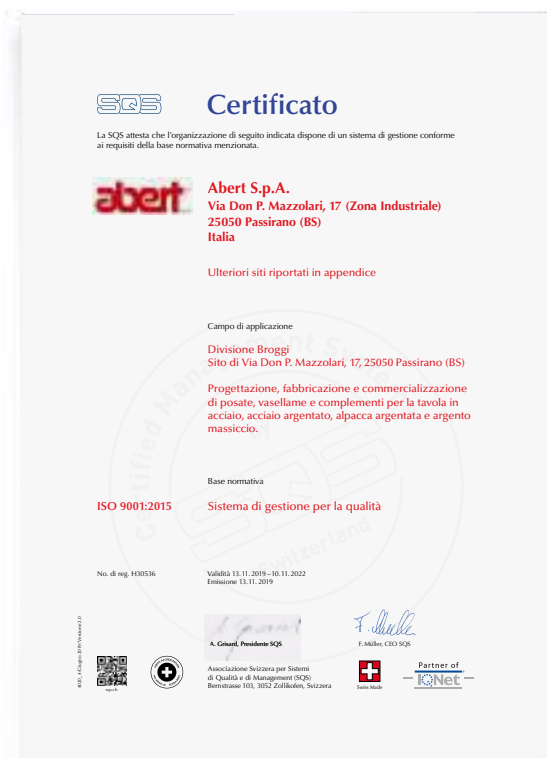 SQS
Certificato
La SQS attesta che l'organizzazione di seguito indicata dispone di un sistema di gestione conforme
ai requisiti della base normativa menzionata.
abert
Abert S.p.A.
Via Don P. Mazzolari, 17 (Zona Industriale)
25050 Passirano (BS)
Italia
Ulteriori siti riportati in appendice
Campo di applicazione
Divisione Broggi
Sito di Via Don P. Mazzolari, 17, 25050 Passirano (BS)
Progettazione, fabbricazione e commercializzazione
di posate, vasellame e complementi per la tavola in
acciaio, acciaio argentato, alpacca argentata e argento
massiccio.
Base normativa
ISO 9001:2015
Sistema di gestione per la qualità
No. di reg. H30536
Validità 13.11.2019–10.11.2022
Emissione 13.11.2019
A. Grisard, Presidente SQS
F. Müller, CEO SQS
Associazione Svizzera per Sistemi
di Qualità e di Management (SQS)
Bernstrasse 103, 3052 Zollikofen, Svizzera
sqs.ch
Swiss Made
Partner of
IQNet